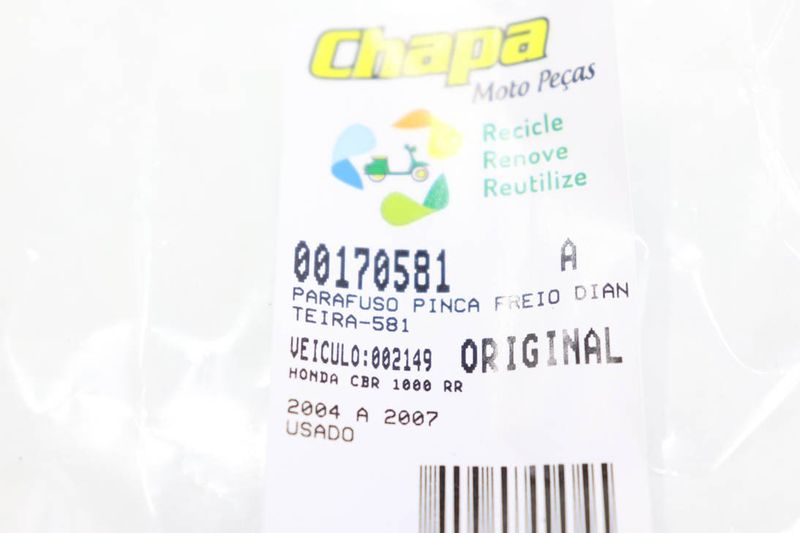 Chapa
Moto Peças
Recicle
Renove
Reutilize
00170581 A
PARAFUSO PINCA FREIO DIAN
TEIRA-581
VEICULO:002149 ORIGINAL
HONDA CBR 1000 RR
2004 A 2007
USADO